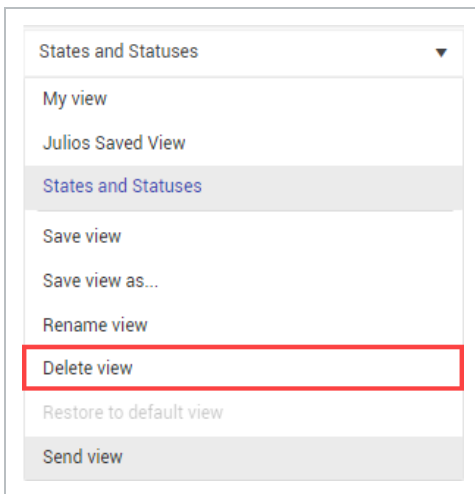 States and Statuses
My view
Julios Saved View
States and Statuses
Save view
Save view as...
Rename view
Delete view
Restore to default view
Send view